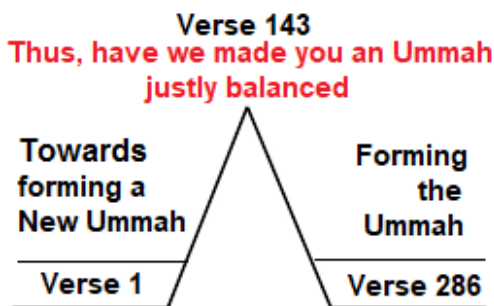 Verse 143
Thus, have we made you an Ummah
justly balanced
Towards
forming a
New Ummah
Verse 1
Forming
the
Ummah
Verse 286